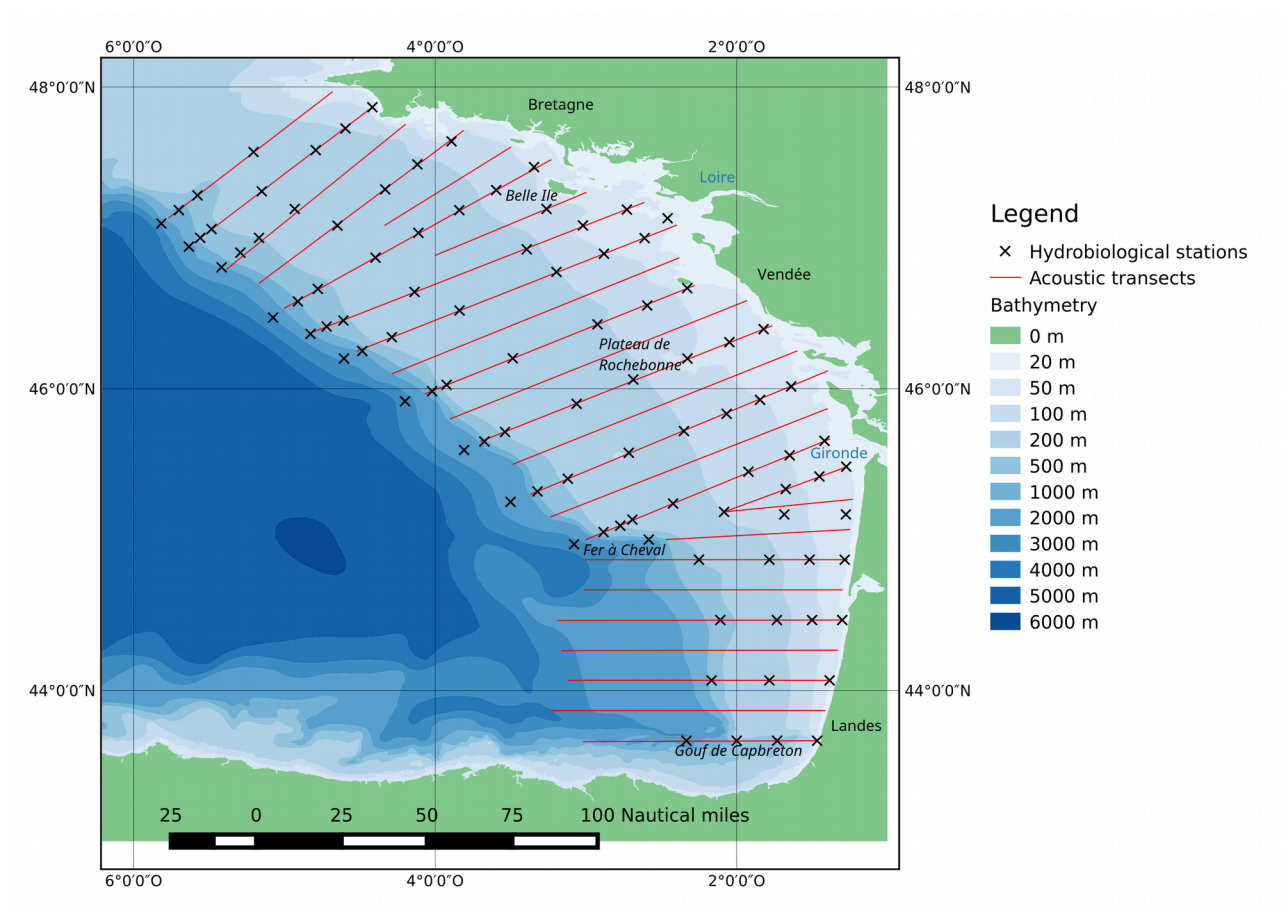 6°0′0″O 4°0′0″O 2°0′0″O
48°0′0″N 48°0′0″N
Bretagne
Loire
Belle Ile
Vendée
Plateau de
Rochebonne
46°0′0″N 46°0′0″N
Gironde
Fer à Cheval
44°0′0″N 44°0′0″N
Landes
Gouf de Capbreton
25 0 25 50 75 100 Nautical miles
6°0′0″O 4°0′0″O 2°0′0″O
Legend
Hydrobiological stations
Acoustic transects
Bathymetry
0 m
20 m
50 m
100 m
200 m
500 m
1000 m
2000 m
3000 m
4000 m
5000 m
6000 m